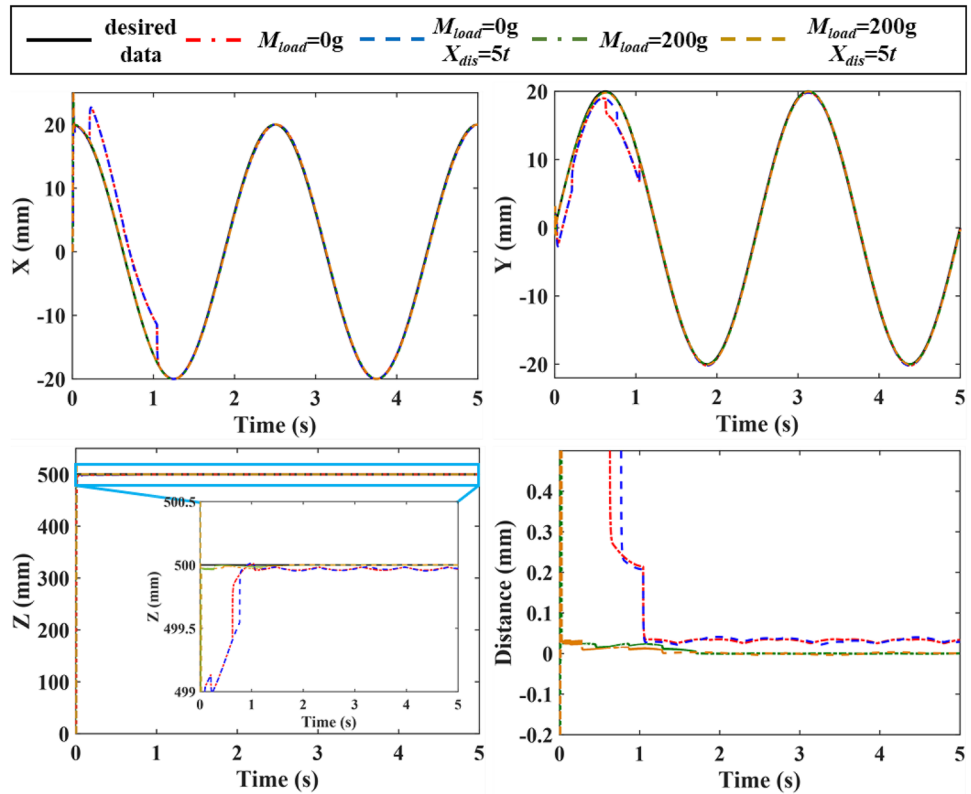 desired data
M_load=0g
M_load=0g
X_dis=5t
M_load=200g
M_load=200g
X_dis=5t
X (mm)
20
10
0
-10
-20
0 1 2 3 4 5
Time (s)
Y (mm)
20
10
0
-10
-20
0 1 2 3 4 5
Time (s)
Z (mm)
500
400
300
200
100
0
0 1 2 3 4 5
Time (s)
Z (mm)
500.5
500
499.5
499
0 1 2 3 4 5
Time (s)
Distance (mm)
0.4
0.3
0.2
0.1
0
-0.1
-0.2
0 1 2 3 4 5
Time (s)